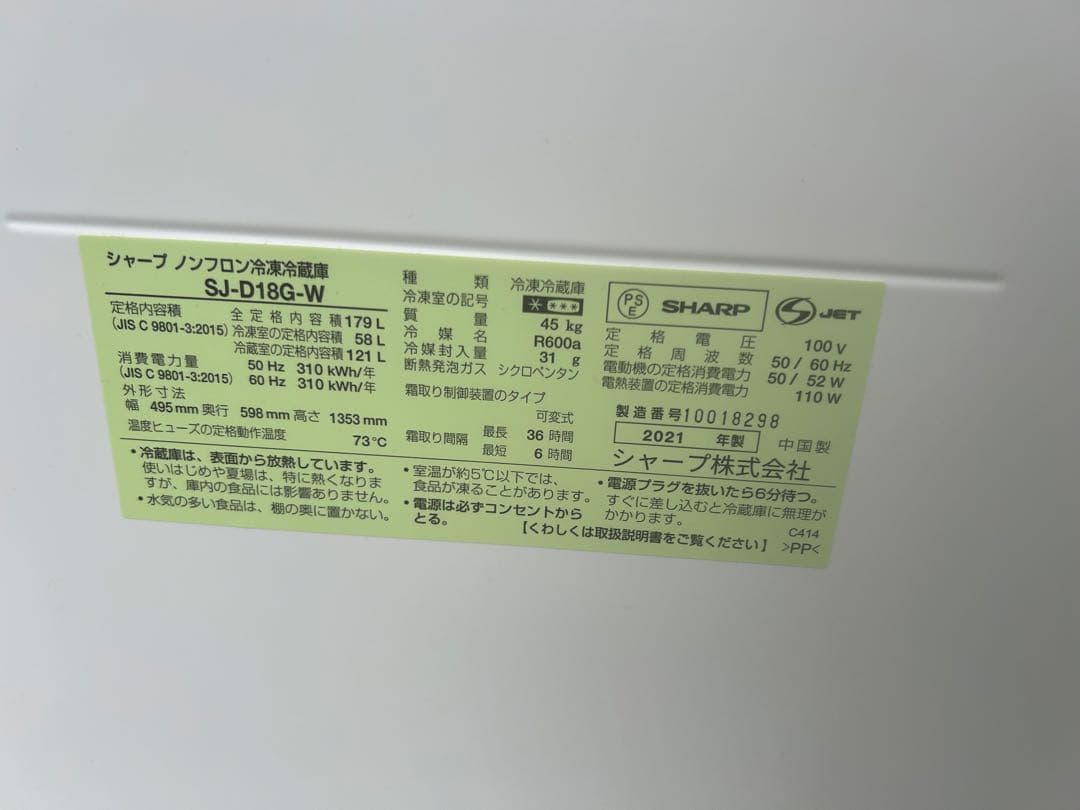 シャープ ノンフロン冷凍冷蔵庫
SJ-D18G-W
定格内容積 全定格内容積 179 L
(JIS C 9801-3:2015) 冷凍室の定格内容積 58 L
冷蔵室の定格内容積 121 L
消費電力量 50 Hz 310 kWh/年
(JIS C 9801-3:2015) 60 Hz 310 kWh/年
外形寸法
幅 495 mm 奥行 598 mm 高さ 1353 mm
温度ヒューズの定格動作温度 73℃
種類 冷凍冷蔵庫
冷凍室の記号
質量 45 kg
冷媒名 R600a
冷媒封入量 31 g
断熱発泡ガス シクロペンタン
霜取り制御装置のタイプ
可変式
霜取り間隔 最長 36 時間
最短 6 時間
PSE SHARP JET
定格電圧 100 V
定格周波数 50 / 60 Hz
電動機の定格消費電力 50 / 52 W
電熱装置の定格消費電力 110 W
製造番号 10018298
2021 年製 中国製
シャープ株式会社
・冷蔵庫は、表面から放熱しています。
使いはじめや夏場は、特に熱くなりま
すが、庫内の食品には影響ありません。
・水気の多い食品は、棚の奥に置かない。
・室温が約5℃以下では、
食品が凍ることがあります。
・電源は必ずコンセントから
とる。
・電源プラグを抜いたら6分待つ。
すぐに差し込むと冷蔵庫に無理が
かかります。
【くわしくは取扱説明書をご覧ください】
C414
>PP<